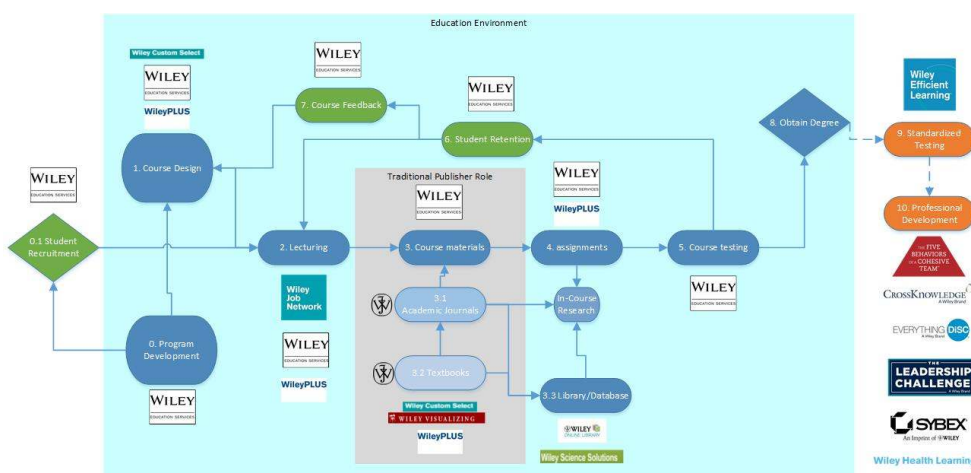 Education Environment
Wiley Custom Select
WILEY
EDUCATION SERVICES
WileyPLUS
1. Course Design
WILEY
EDUCATION SERVICES
7. Course Feedback
WILEY
EDUCATION SERVICES
6. Student Retention
8. Obtain Degree
Wiley
Efficient
Learning™
9. Standardized
Testing
10. Professional
Development
WILEY
EDUCATION SERVICES
0.1 Student
Recruitment
Traditional Publisher Role
WILEY
EDUCATION SERVICES
WILEY
EDUCATION SERVICES
WileyPLUS
2. Lecturing
3. Course materials
4. assignments
5. Course testing
Wiley
Job
Network
WILEY
EDUCATION SERVICES
WileyPLUS
WILEY
EDUCATION SERVICES
3.1
Academic Journals
In-Course
Research
0. Program
Development
WILEY
EDUCATION SERVICES
3.2 Textbooks
3.3 Library/Database
Wiley Custom Select
WILEY VISUALIZING
WileyPLUS
WILEY
ONLINE LIBRARY
Wiley Science Solutions
THE FIVE
BEHAVIORS
OF A COHESIVE
TEAM™
CROSSKNOWLEDGE
A Wiley Brand
EVERYTHING DiSC
A Wiley Brand
THE
LEADERSHIP
CHALLENGE
A Wiley Brand
SYBEX
An Imprint of WILEY
Wiley Health Learning